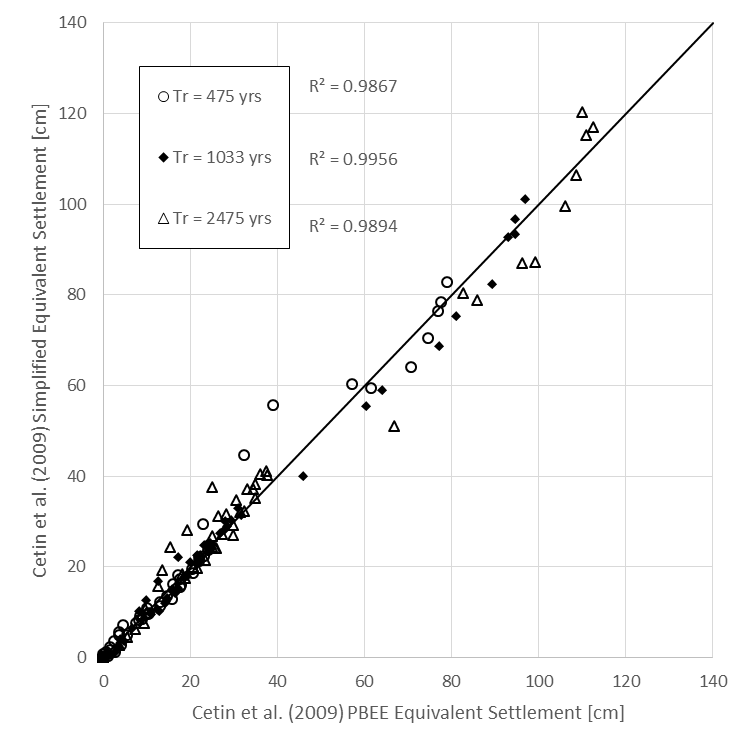 140
120
100
80
60
40
20
0
Cetin et al. (2009) Simplified Equivalent Settlement [cm]
Tr = 475 yrs
R² = 0.9867
Tr = 1033 yrs
R² = 0.9956
Tr = 2475 yrs
R² = 0.9894
0 20 40 60 80 100 120 140
Cetin et al. (2009) PBEE Equivalent Settlement [cm]